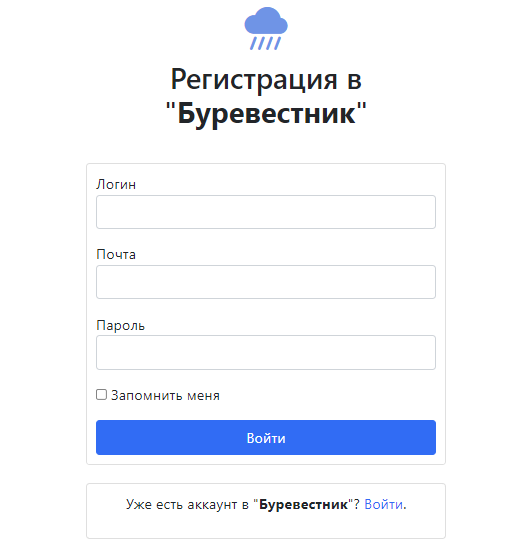 Регистрация в
"Буревестник"
Логин
Почта
Пароль
Запомнить меня
Войти
Уже есть аккаунт в "Буревестник"? Войти.